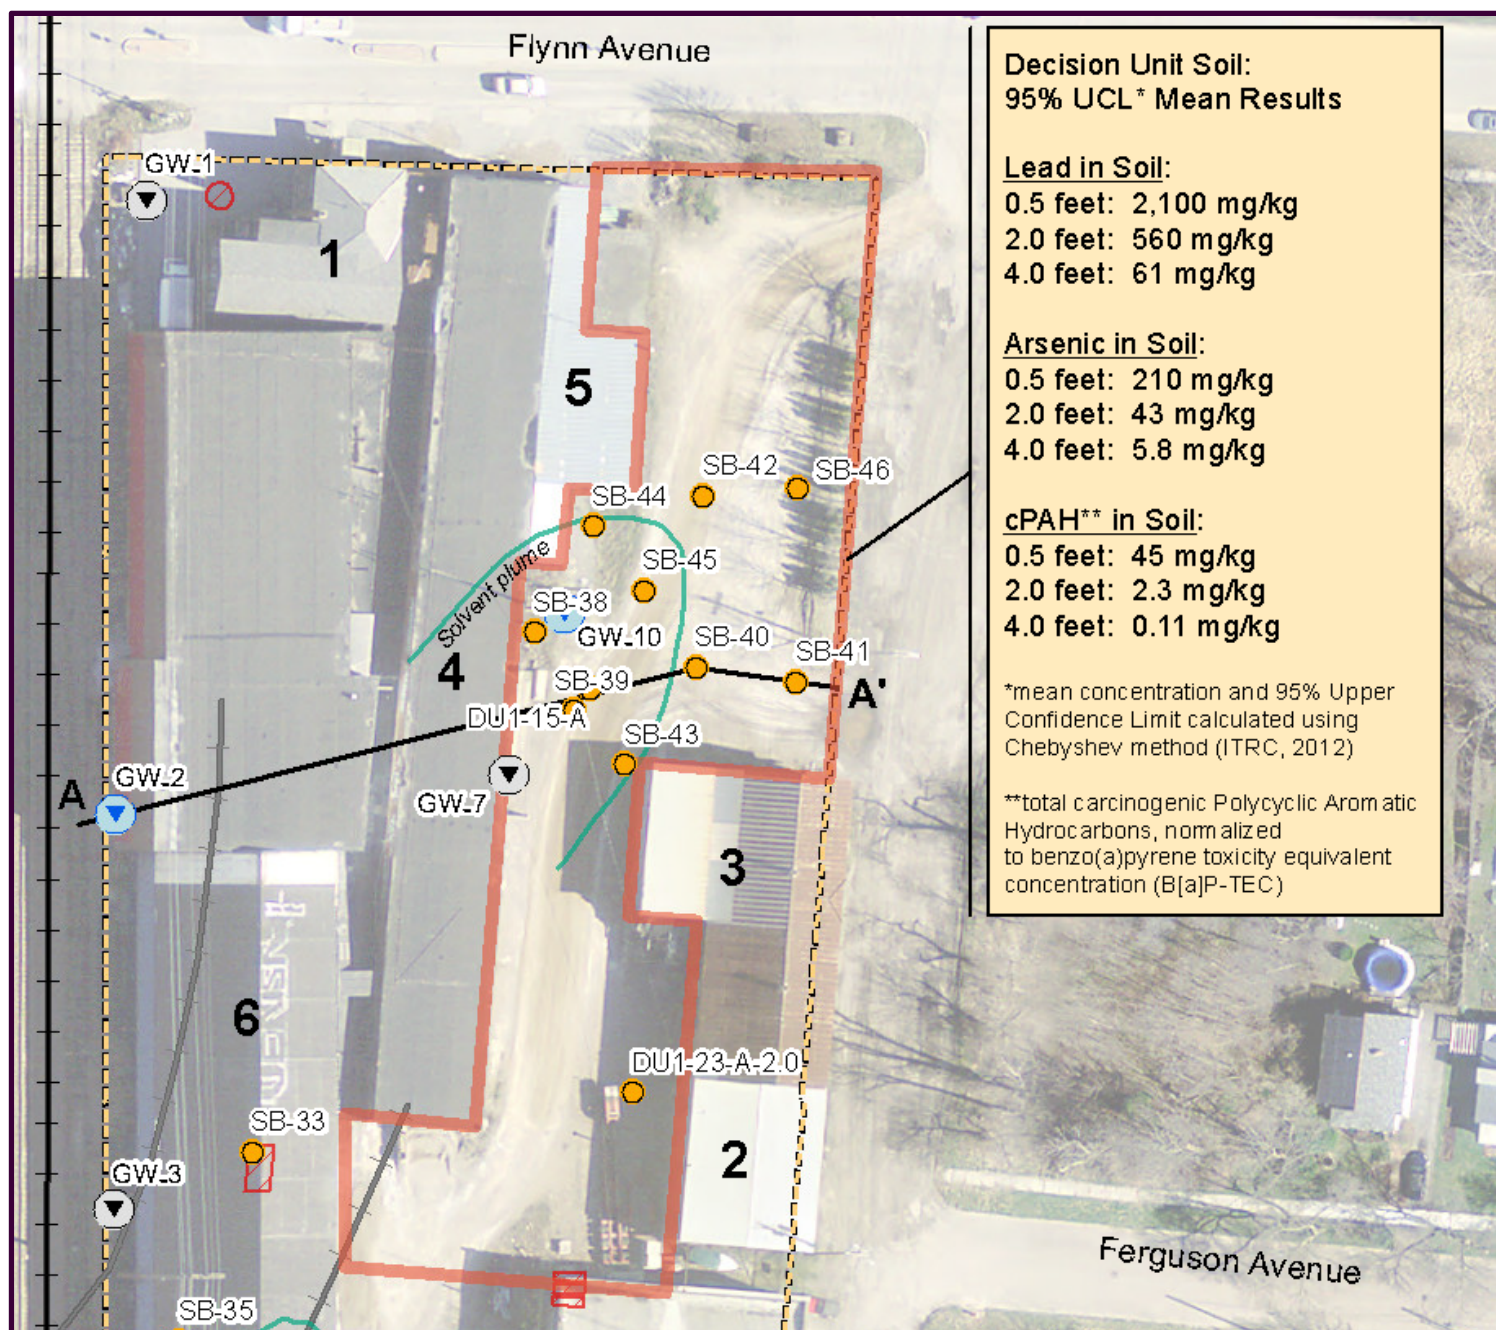 Flynn Avenue
GW-1
1
5
SB-42
SB-46
SB-44
SB-45
Solvent plume
SB-38
GW-10
SB-40
SB-41
4
SB-39
A'
DU1-15-A
SB-43
A
GW-2
GW-7
3
6
DU1-23-A-2.0
SB-33
2
GW-3
Ferguson Avenue
SB-35
Decision Unit Soil:
95% UCL* Mean Results
Lead in Soil:
0.5 feet: 2,100 mg/kg
2.0 feet: 560 mg/kg
4.0 feet: 61 mg/kg
Arsenic in Soil:
0.5 feet: 210 mg/kg
2.0 feet: 43 mg/kg
4.0 feet: 5.8 mg/kg
cPAH** in Soil:
0.5 feet: 45 mg/kg
2.0 feet: 2.3 mg/kg
4.0 feet: 0.11 mg/kg
*mean concentration and 95% Upper
Confidence Limit calculated using
Chebyshev method (ITRC, 2012)
**total carcinogenic Polycyclic Aromatic
Hydrocarbons, normalized
to benzo(a)pyrene toxicity equivalent
concentration (B[a]P-TEC)